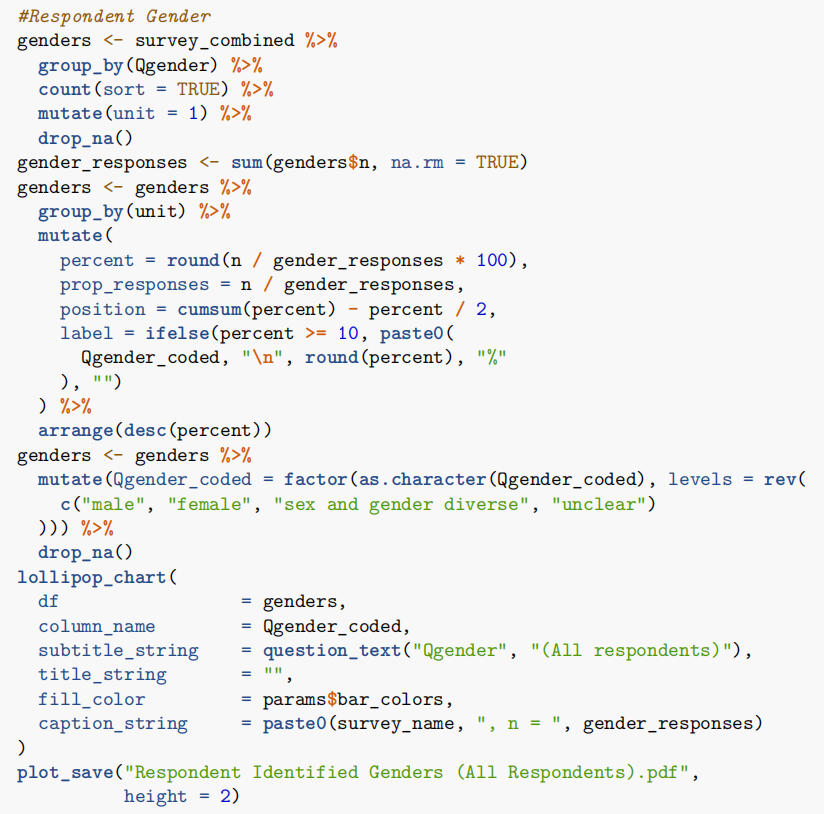 #Respondent Gender
genders <- survey_combined %>%
  group_by(Qgender) %>%
  count(sort = TRUE) %>%
  mutate(unit = 1) %>%
  drop_na()
gender_responses <- sum(genders$n, na.rm = TRUE)
genders <- genders %>%
  group_by(unit) %>%
  mutate(
    percent = round(n / gender_responses * 100),
    prop_responses = n / gender_responses,
    position = cumsum(percent) - percent / 2,
    label = ifelse(percent >= 10, paste0(
      Qgender_coded, "\n", round(percent), "%"
    ), "")
  ) %>%
  arrange(desc(percent))
genders <- genders %>%
  mutate(Qgender_coded = factor(as.character(Qgender_coded), levels = rev(
    c("male", "female", "sex and gender diverse", "unclear")
  ))) %>%
  drop_na()
lollipop_chart(
  df              = genders,
  column_name     = Qgender_coded,
  subtitle_string = question_text("Qgender", "(All respondents)"),
  title_string    = "",
  fill_color      = params$bar_colors,
  caption_string  = paste0(survey_name, ", n = ", gender_responses)
)
plot_save("Respondent Identified Genders (All Respondents).pdf",
          height = 2)